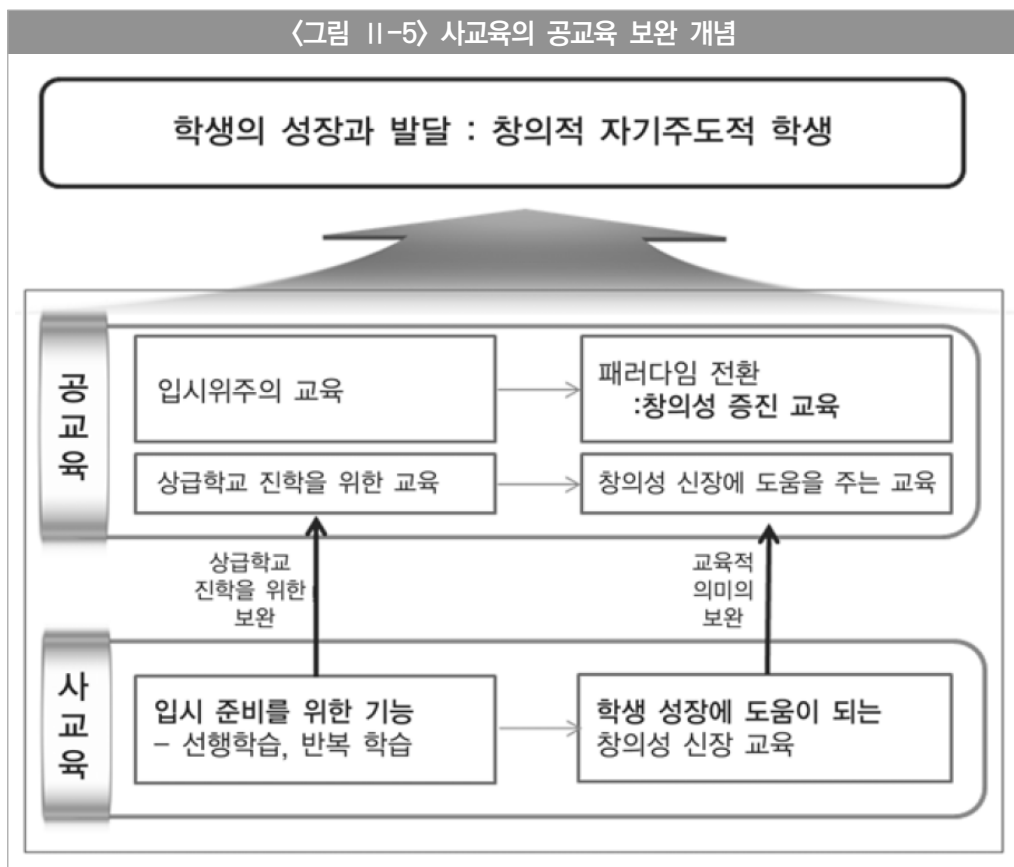 〈그림 Ⅱ-5〉 사교육의 공교육 보완 개념
학생의 성장과 발달 : 창의적 자기주도적 학생
공교육
입시위주의 교육
패러다임 전환
:창의성 증진 교육
상급학교 진학을 위한 교육
창의성 신장에 도움을 주는 교육
상급학교
진학을 위한
보완
교육적
의미의
보완
사교육
입시 준비를 위한 기능
- 선행학습, 반복 학습
학생 성장에 도움이 되는
창의성 신장 교육